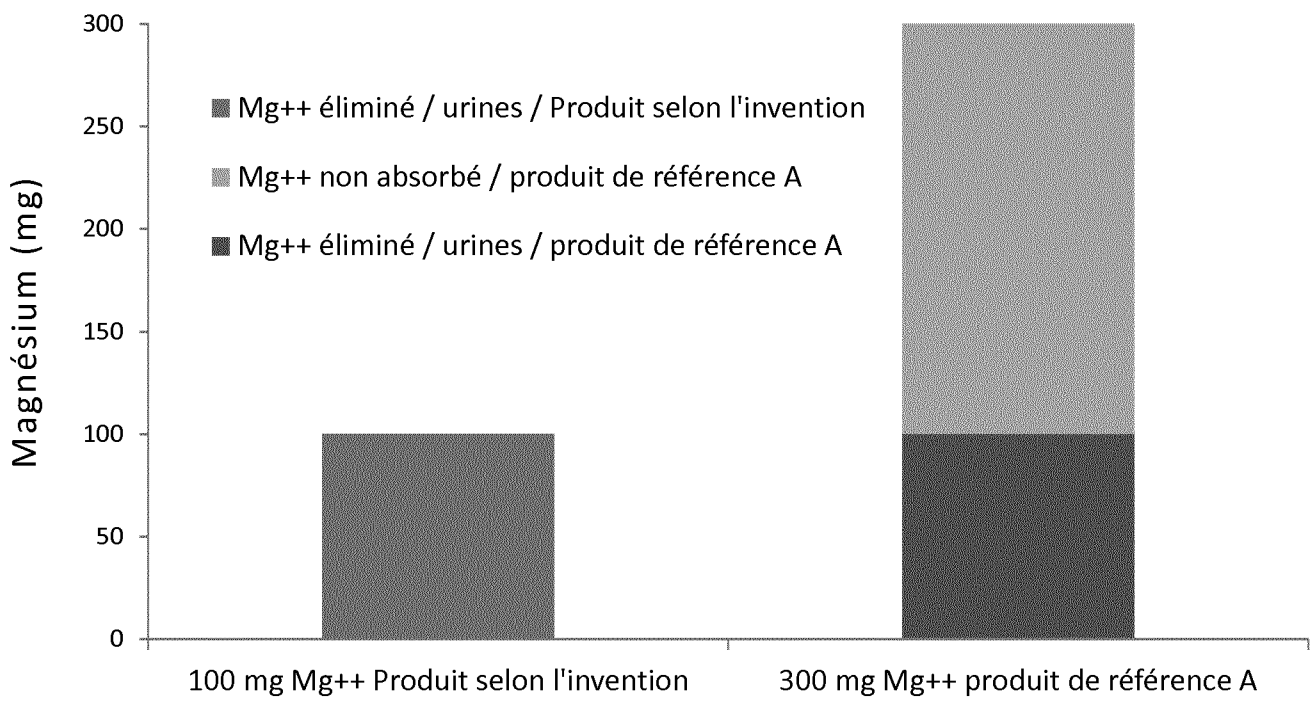 300
250
200
150
100
50
0
Magnésium (mg)
Mg++ éliminé / urines / Produit selon l'invention
Mg++ non absorbé / produit de référence A
Mg++ éliminé / urines / produit de référence A
100 mg Mg++ Produit selon l'invention
300 mg Mg++ produit de référence A